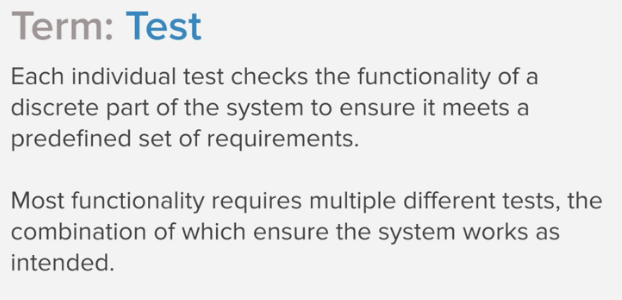 Term: Test
Each individual test checks the functionality of a
discrete part of the system to ensure it meets a
predefined set of requirements.
Most functionality requires multiple different tests, the
combination of which ensure the system works as
intended.